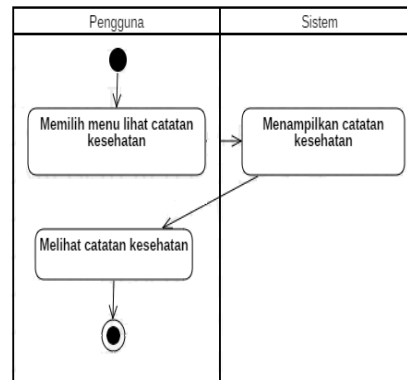 Pengguna
Sistem
Memilih menu lihat catatan
kesehatan
Menampilkan catatan
kesehatan
Melihat catatan kesehatan